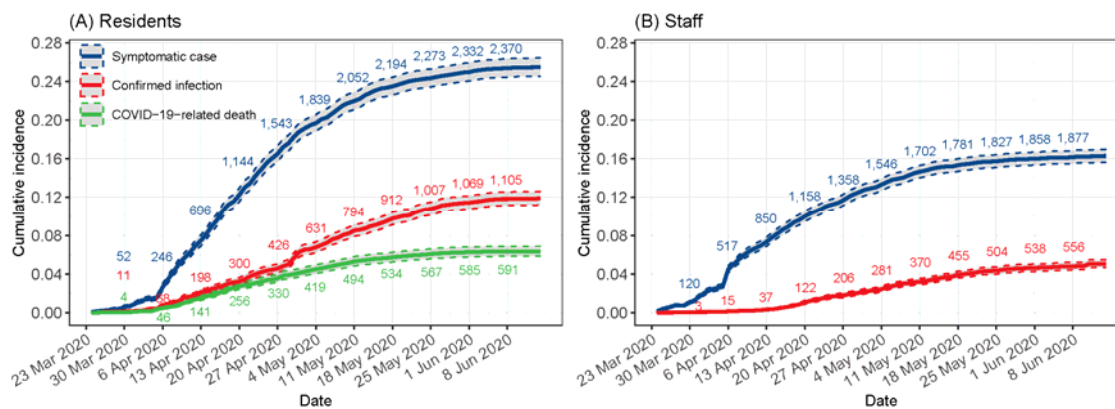 (A) Residents
Cumulative incidence
0.28
0.24
0.20
0.16
0.12
0.08
0.04
0.00
Symptomatic case
Confirmed infection
COVID−19−related death
52
246
696
1,144
1,543
1,839
2,052
2,194
2,273
2,332
2,370
11
58
198
300
426
631
794
912
1,007
1,069
1,105
4
46
141
256
330
419
494
534
567
585
591
23 Mar 2020
30 Mar 2020
6 Apr 2020
13 Apr 2020
20 Apr 2020
27 Apr 2020
4 May 2020
11 May 2020
18 May 2020
25 May 2020
1 Jun 2020
8 Jun 2020
Date
(B) Staff
Cumulative incidence
0.28
0.24
0.20
0.16
0.12
0.08
0.04
0.00
120
517
850
1,158
1,358
1,546
1,702
1,781
1,827
1,858
1,877
3
15
37
122
206
281
370
455
504
538
556
23 Mar 2020
30 Mar 2020
6 Apr 2020
13 Apr 2020
20 Apr 2020
27 Apr 2020
4 May 2020
11 May 2020
18 May 2020
25 May 2020
1 Jun 2020
8 Jun 2020
Date